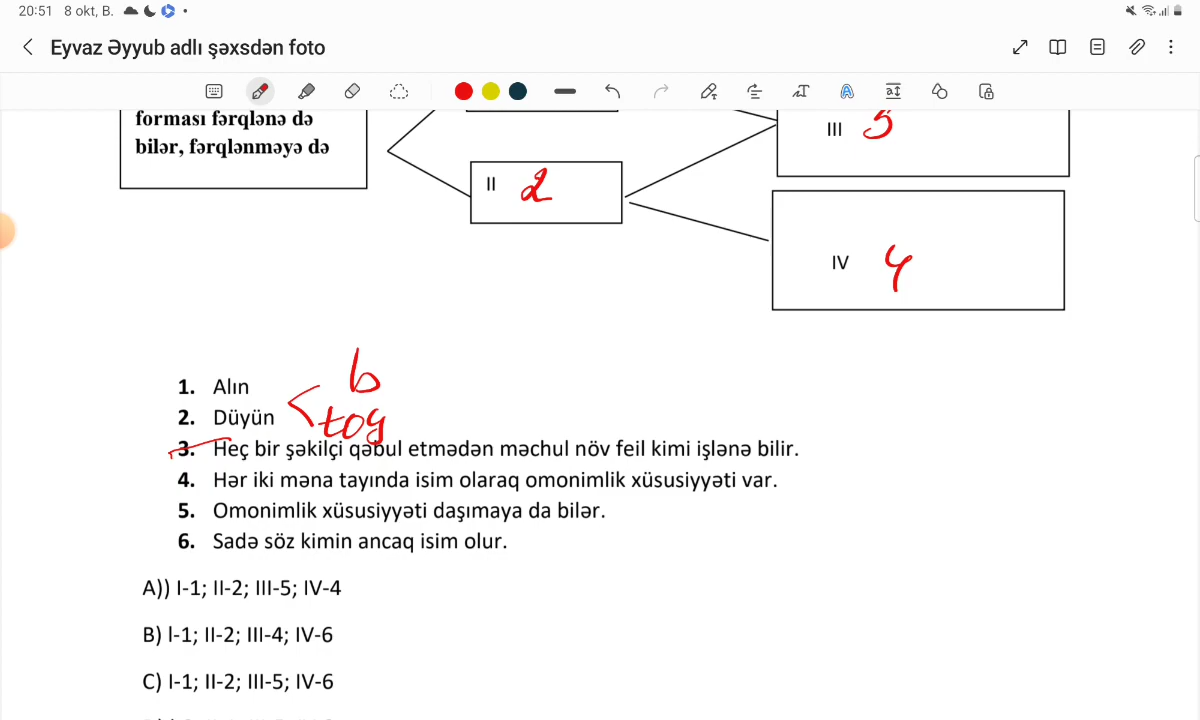 20:51 8 okt, B.
Eyvaz Əyyub adlı şəxsdən foto
forması fərqlənə də
bilər, fərqlənməyə də
III 5
II 2
IV 4
b
1. Alın
2. Düyün
toy
3. Heç bir şəkilçi qəbul etmədən məchul növ feil kimi işlənə bilir.
4. Hər iki məna tayında isim olaraq omonimlik xüsusiyyəti var.
5. Omonimlik xüsusiyyəti daşımaya da bilər.
6. Sadə söz kimin ancaq isim olur.
A)) I-1; II-2; III-5; IV-4
B) I-1; II-2; III-4; IV-6
C) I-1; II-2; III-5; IV-6